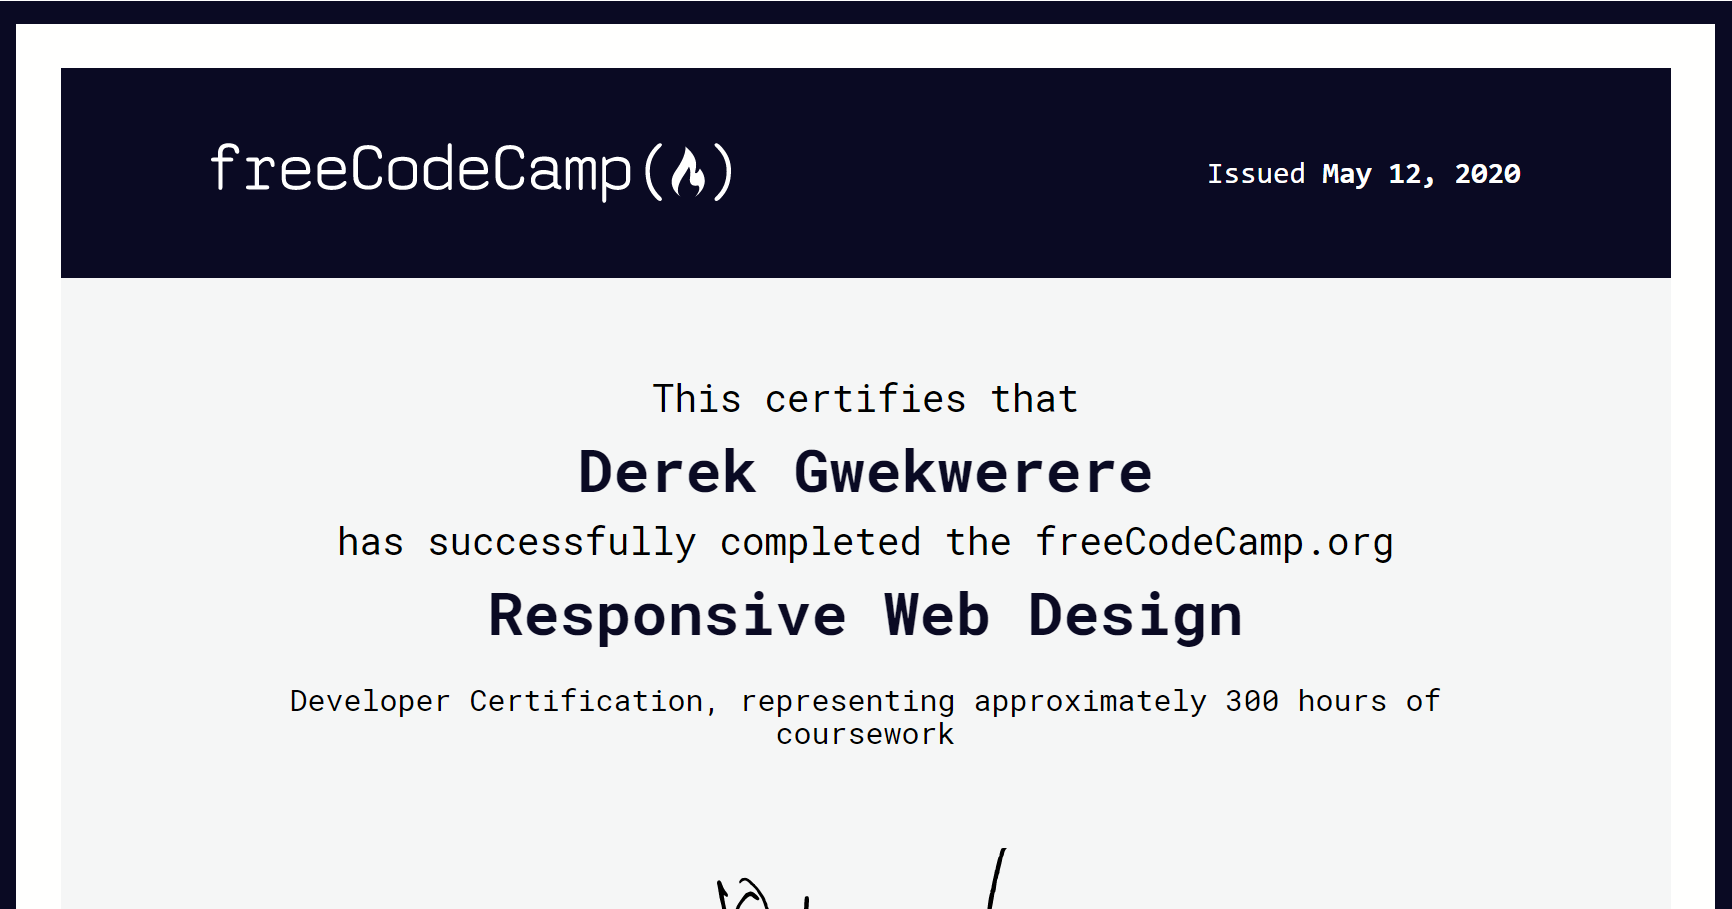 freeCodeCamp(🔥)
Issued May 12, 2020
This certifies that
Derek Gwekwerere
has successfully completed the freeCodeCamp.org
Responsive Web Design
Developer Certification, representing approximately 300 hours of
coursework